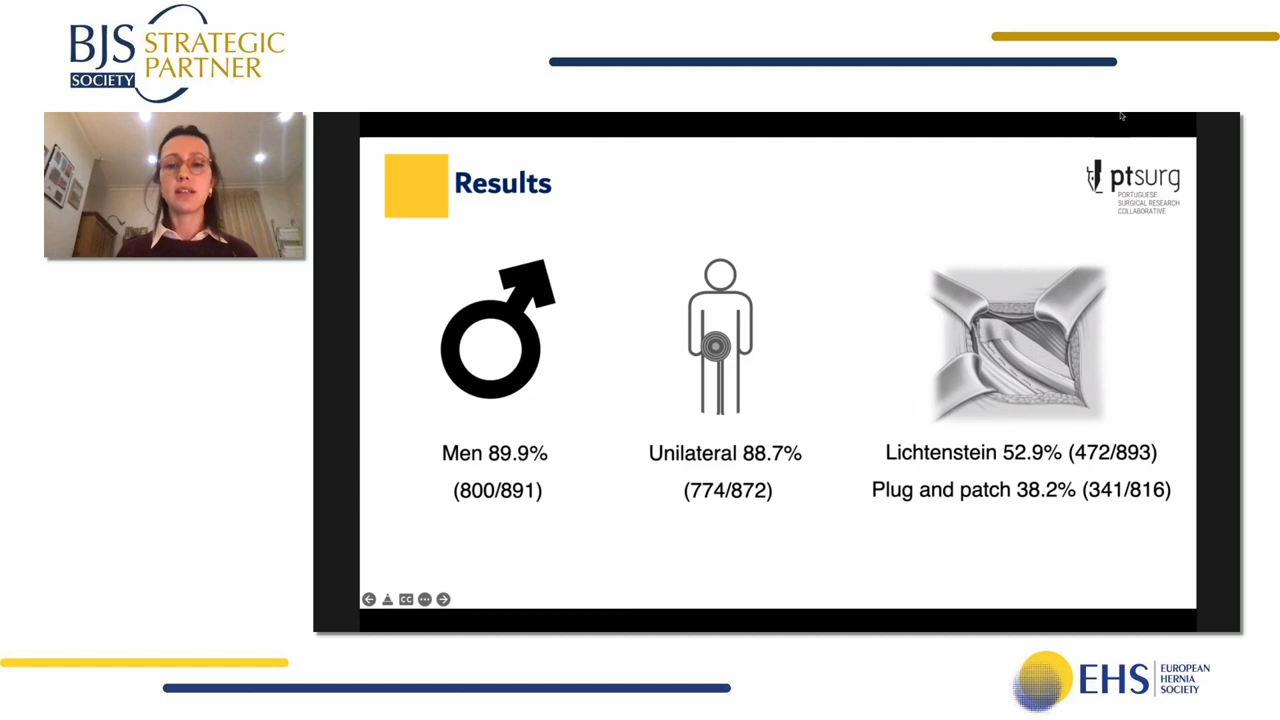 BJS STRATEGIC
SOCIETY PARTNER
Results
ptsurg
PORTUGUESE
SURGICAL RESEARCH
COLLABORATIVE
Men 89.9%
(800/891)
Unilateral 88.7%
(774/872)
Lichtenstein 52.9% (472/893)
Plug and patch 38.2% (341/816)
CC
EHS
EUROPEAN
HERNIA
SOCIETY